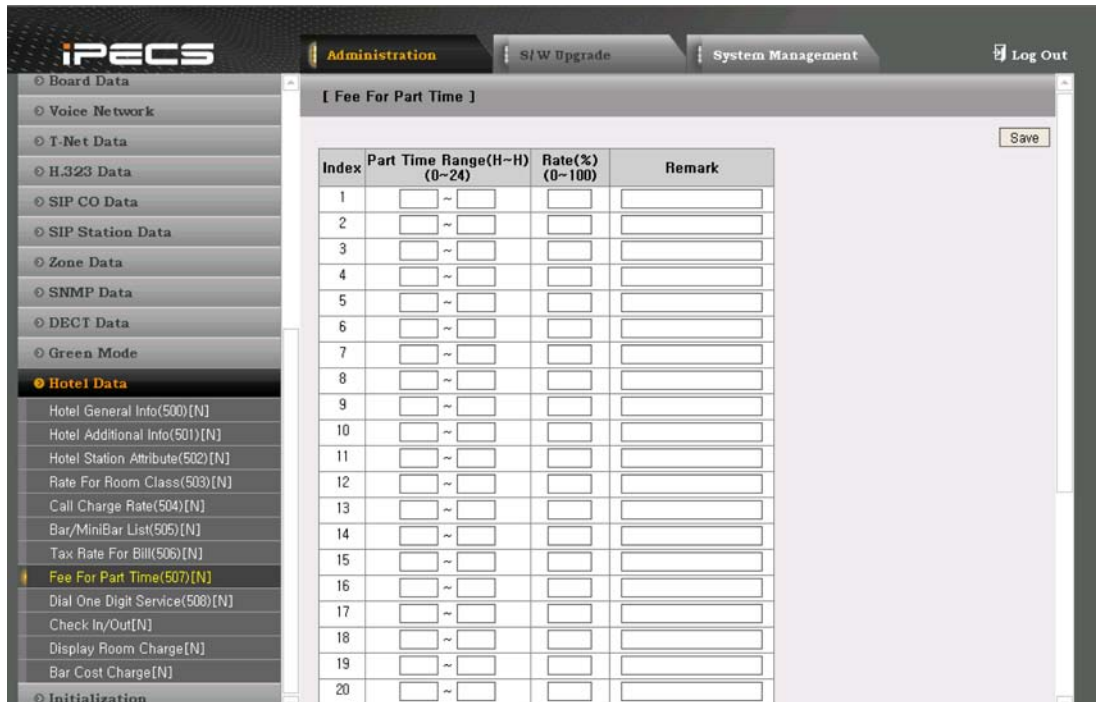 iPECS
Administration
S/W Upgrade
System Management
Log Out
Board Data
Voice Network
T-Net Data
H.323 Data
SIP CO Data
SIP Station Data
Zone Data
SNMP Data
DECT Data
Green Mode
Hotel Data
Hotel General Info(500)[N]
Hotel Additional Info(501)[N]
Hotel Station Attribute(502)[N]
Rate For Room Class(503)[N]
Call Charge Rate(504)[N]
Bar/MiniBar List(505)[N]
Tax Rate For Bill(506)[N]
Fee For Part Time(507)[N]
Dial One Digit Service(508)[N]
Check In/Out[N]
Display Room Charge[N]
Bar Cost Charge[N]
Initialization
[ Fee For Part Time ]
Save
Index Part Time Range(H~H) Rate(%) Remark
(0~24) (0~100)
1 ~
2 ~
3 ~
4 ~
5 ~
6 ~
7 ~
8 ~
9 ~
10 ~
11 ~
12 ~
13 ~
14 ~
15 ~
16 ~
17 ~
18 ~
19 ~
20 ~